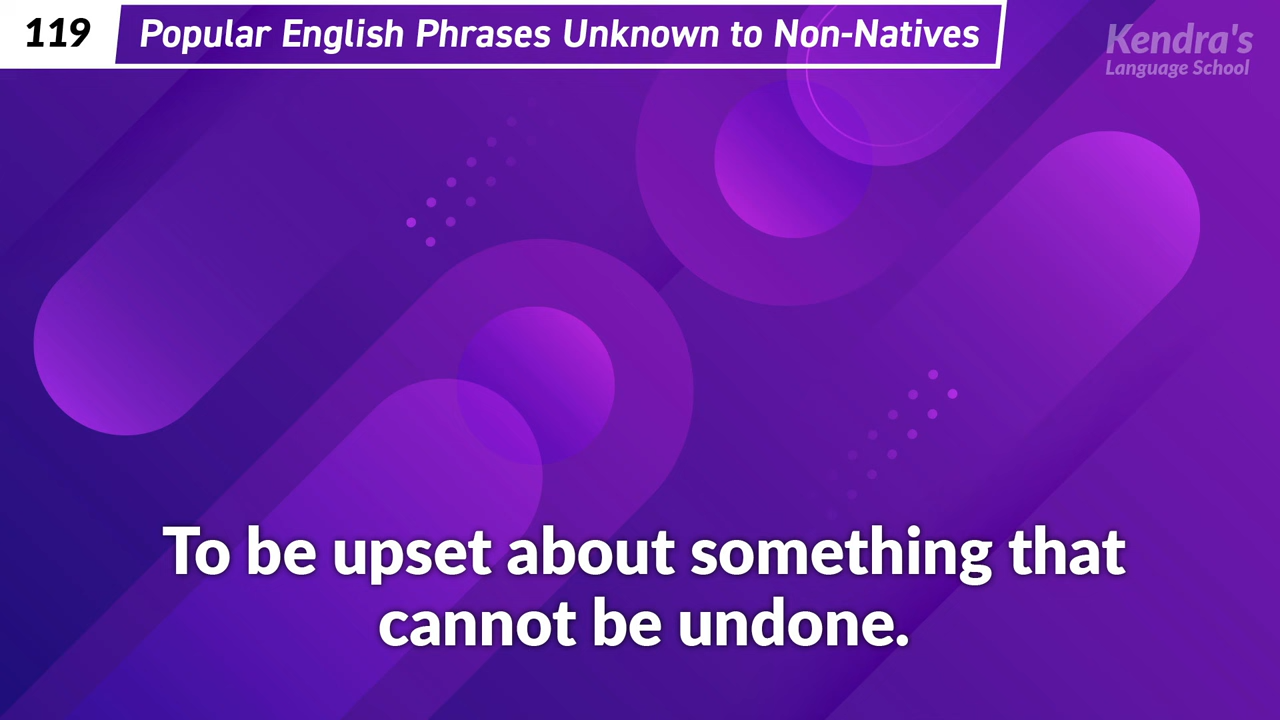 119
Popular English Phrases Unknown to Non-Natives
Kendra's
Language School
To be upset about something that
cannot be undone.